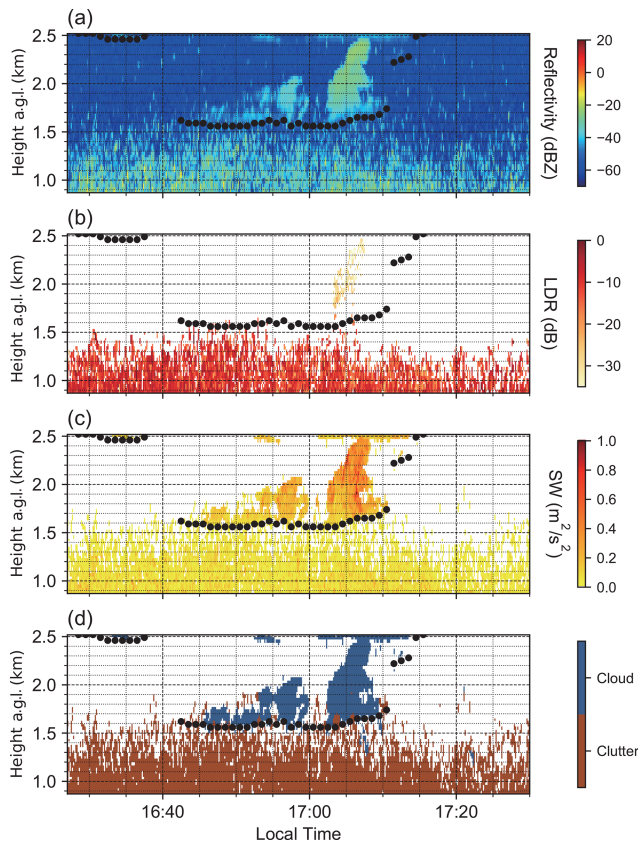 (a)
2.5
2.0
1.5
1.0
Height a.g.l. (km)
20
0
−20
−40
−60
Reflectivity (dBZ)
(b)
2.5
2.0
1.5
1.0
Height a.g.l. (km)
0
−10
−20
−30
LDR (dB)
(c)
2.5
2.0
1.5
1.0
Height a.g.l. (km)
1.0
0.8
0.6
0.4
0.2
0.0
SW (m²/s²)
(d)
2.5
2.0
1.5
1.0
Height a.g.l. (km)
Cloud
Clutter
16:40
17:00
17:20
Local Time